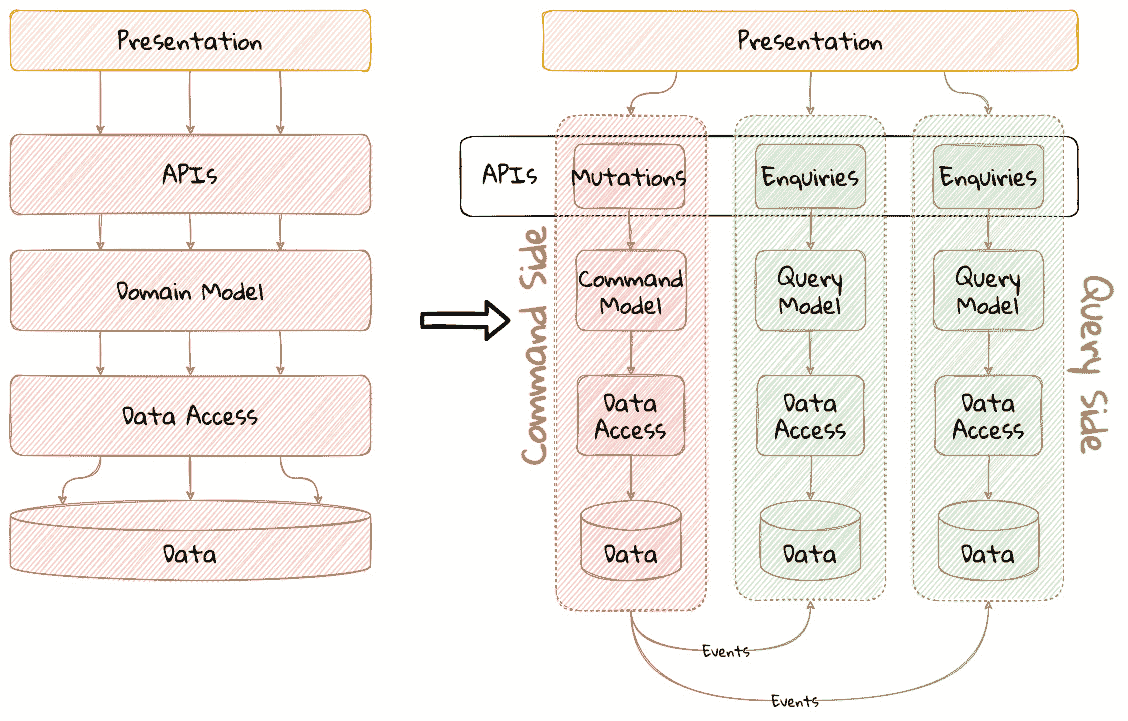 Presentation
APIs
Domain Model
Data Access
Data
Presentation
APIs
Mutations
Enquiries
Enquiries
Command Side
Command
Model
Query
Model
Query
Model
Query Side
Data
Access
Data
Access
Data
Access
Data
Data
Data
Events
Events